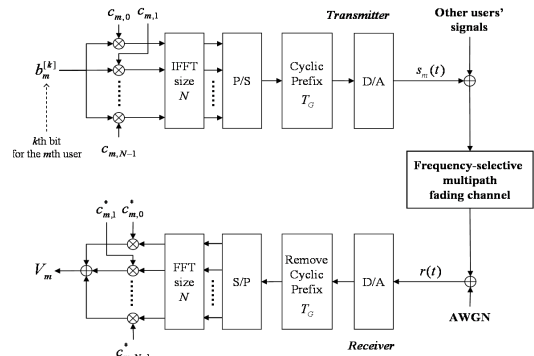 c_{m,0}
c_{m,1}
Transmitter
Other users'
signals
b_m^{[k]}
IFFT
size
N
P/S
Cyclic
Prefix
T_G
D/A
s_m(t)
kth bit
for the mth user
c_{m,N-1}
Frequency-selective
multipath
fading channel
c*_{m,1}
c*_{m,0}
V_m
FFT
size
N
S/P
Remove
Cyclic
Prefix
T_G
D/A
r(t)
AWGN
Receiver